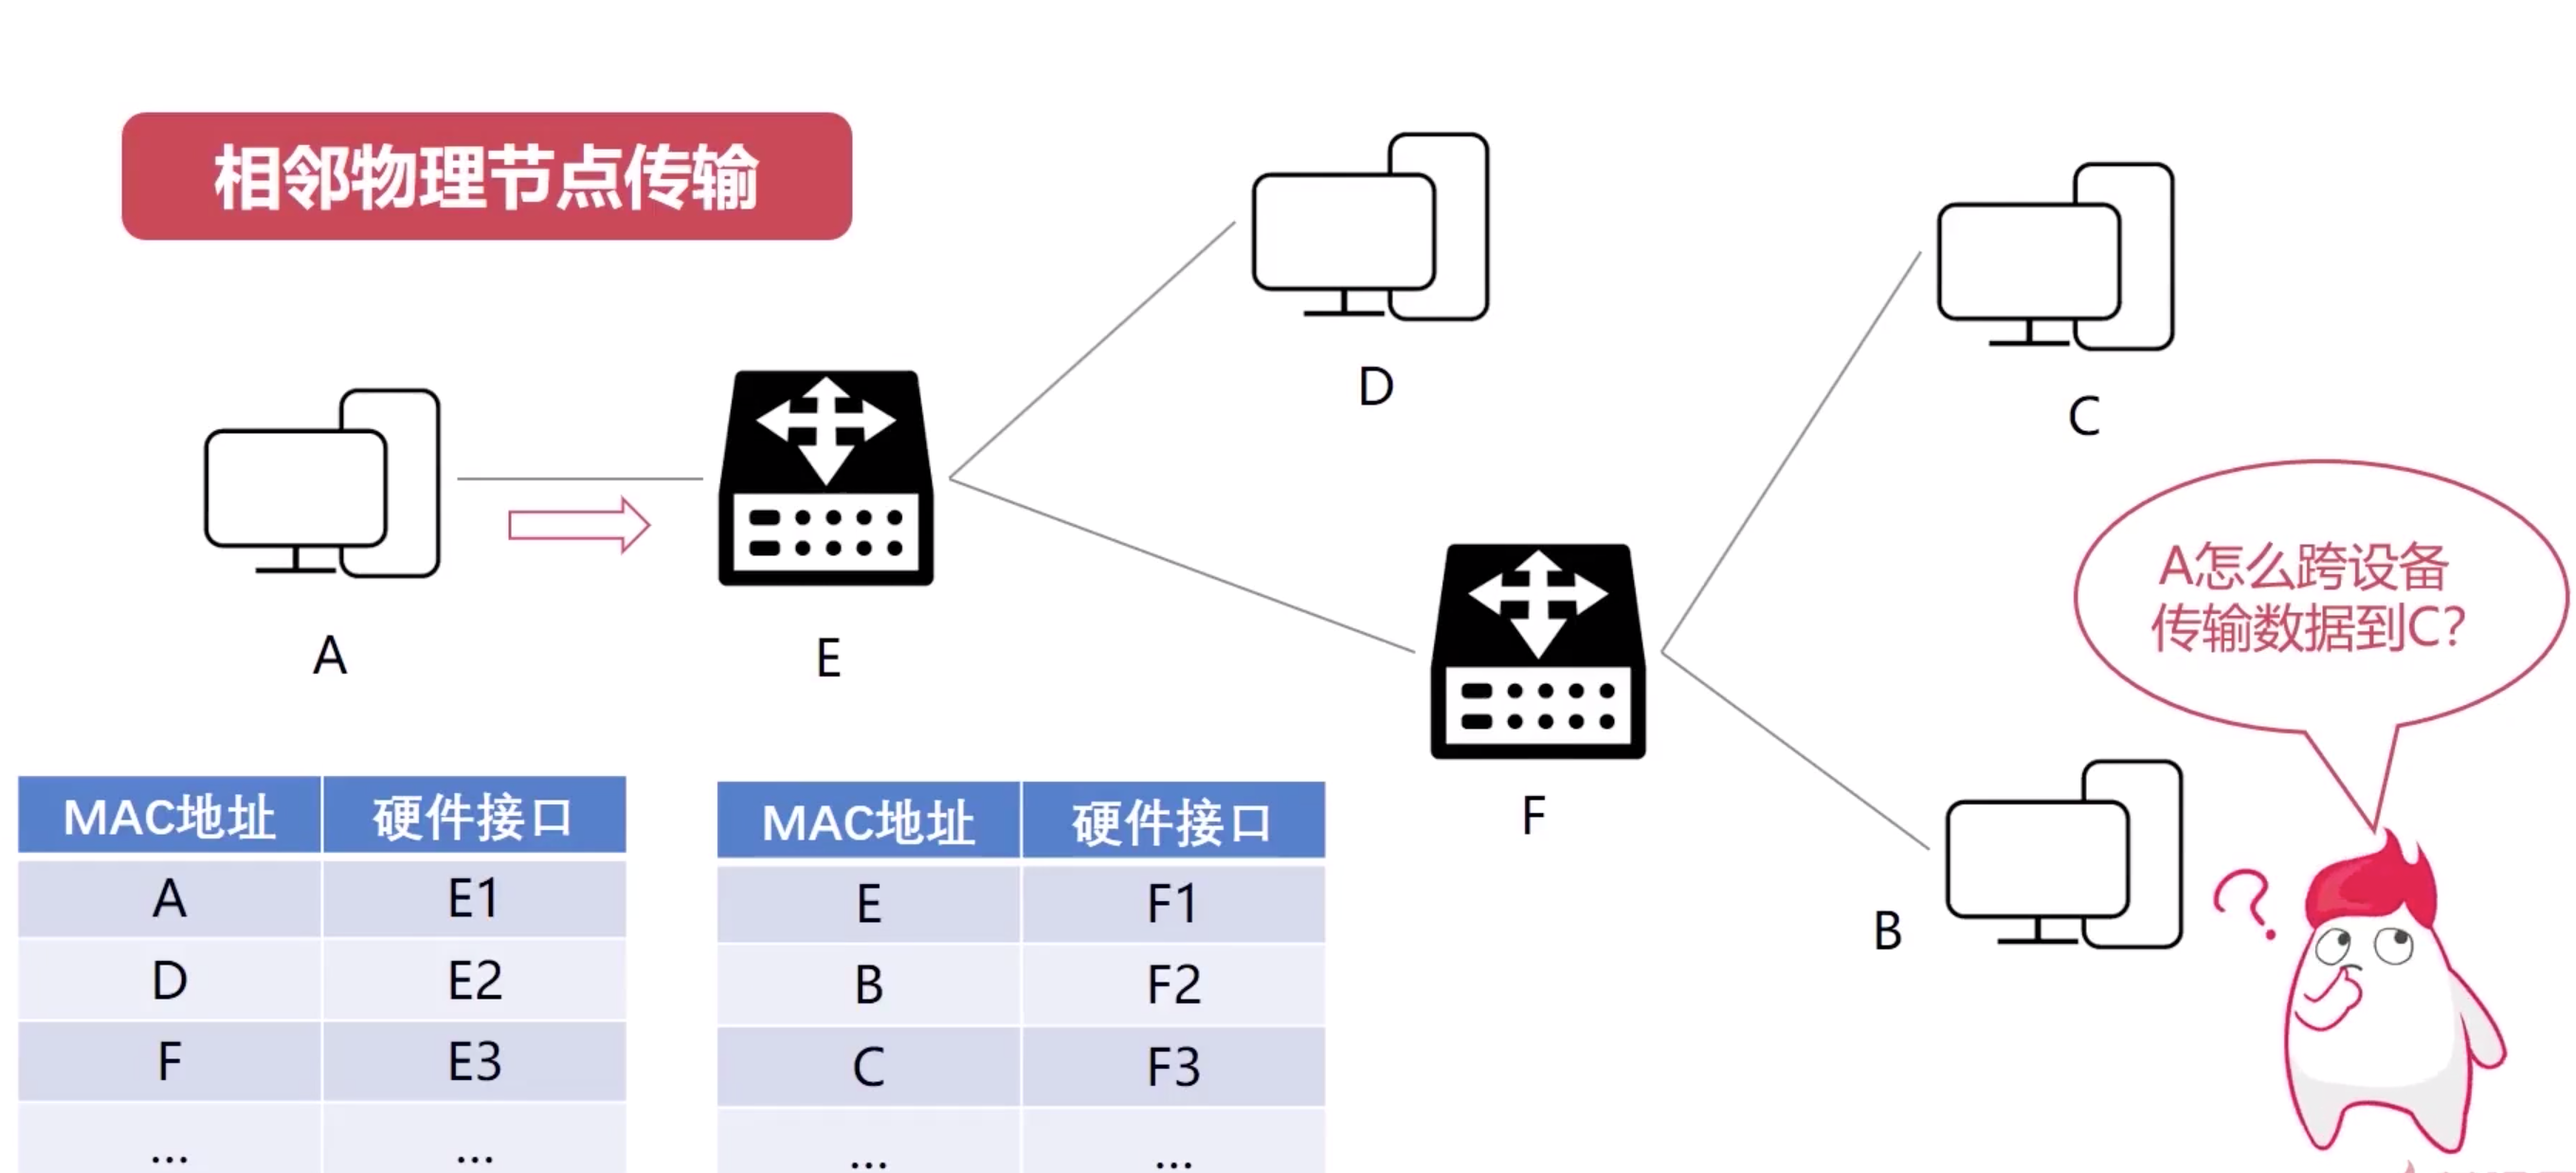 相邻物理节点传输
D
C
A
E
A怎么跨设备
传输数据到C?
F
B
MAC地址 硬件接口
A E1
D E2
F E3
... ...
MAC地址 硬件接口
E F1
B F2
C F3
... ...